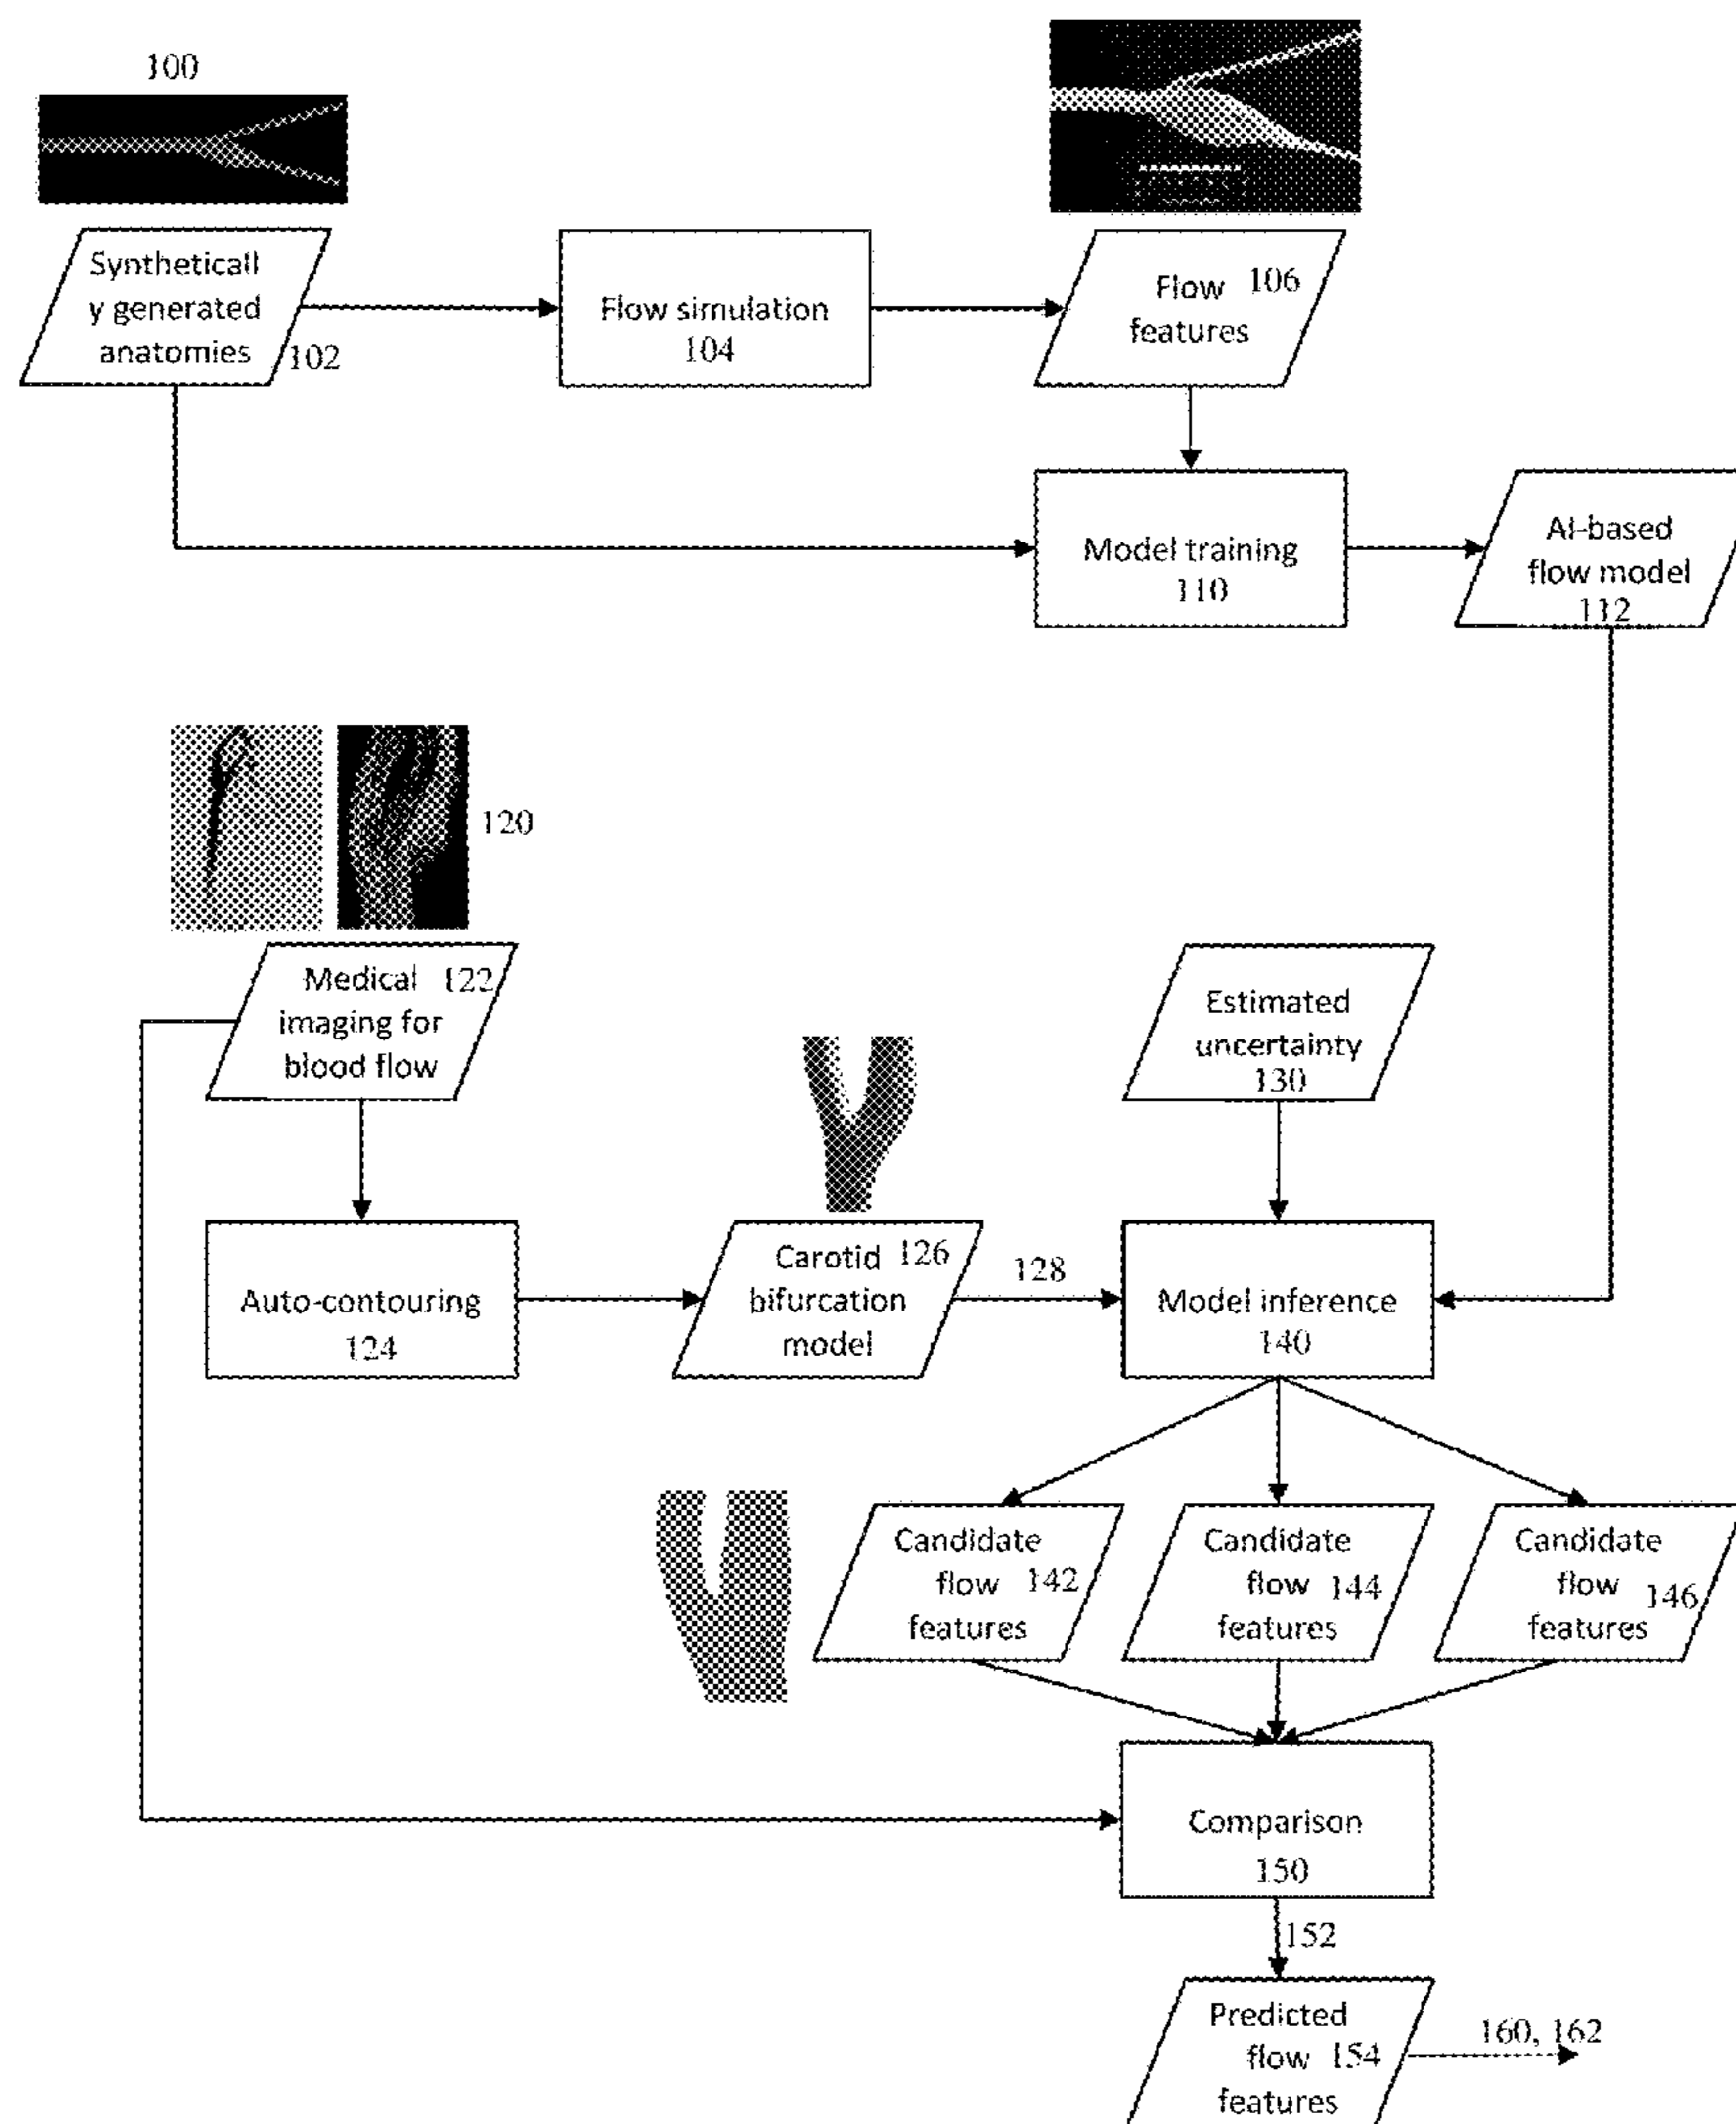 100
Syntheticall
y generated
anatomies
102
Flow simulation
104
Flow 106
features
Model training
110
AI-based
flow model
112
120
Medical 122
imaging for
blood flow
Estimated
uncertainty
130
Auto-contouring
124
Carotid 126
bifurcation
model
128
Model inference
140
Candidate
flow 142
features
Candidate
flow 144
features
Candidate
flow 146
features
Comparison
150
152
Predicted
flow 154
features
160, 162